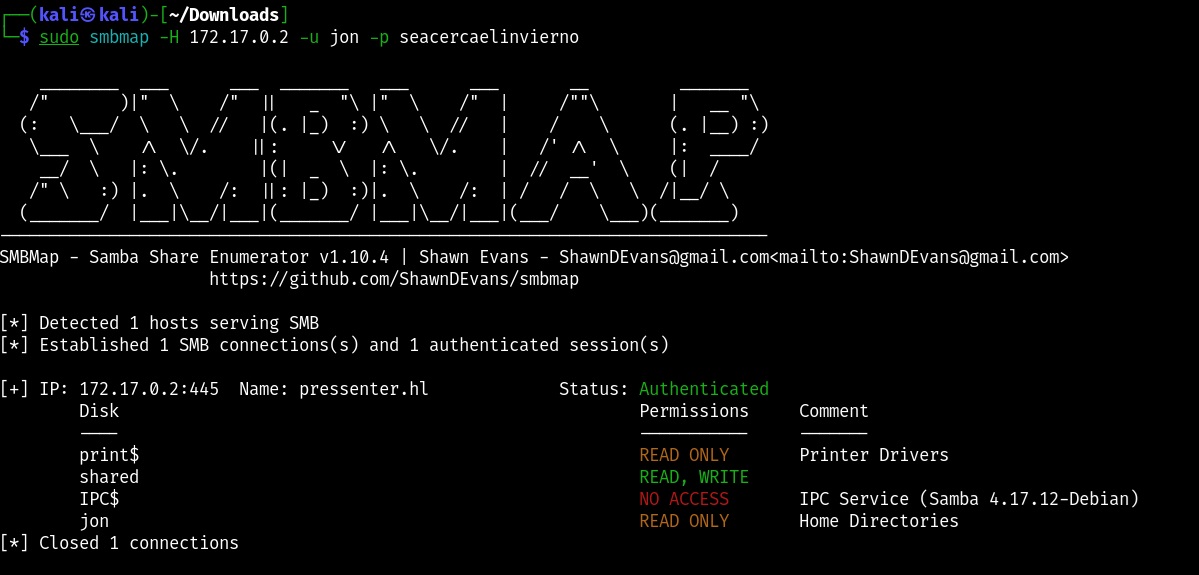 ┌──(kali㉿kali)-[~/Downloads]
└─$ sudo smbmap -H 172.17.0.2 -u jon -p seacercaelinvierno
SMBMAP
SMBMap - Samba Share Enumerator v1.10.4 | Shawn Evans - ShawnDEvans@gmail.com<mailto:ShawnDEvans@gmail.com>
https://github.com/ShawnDEvans/smbmap
[*] Detected 1 hosts serving SMB
[*] Established 1 SMB connections(s) and 1 authenticated session(s)
[+] IP: 172.17.0.2:445 Name: pressenter.hl Status: Authenticated
Disk Permissions Comment
---- ----------- -------
print$ READ ONLY Printer Drivers
shared READ, WRITE
IPC$ NO ACCESS IPC Service (Samba 4.17.12-Debian)
jon READ ONLY Home Directories
[*] Closed 1 connections